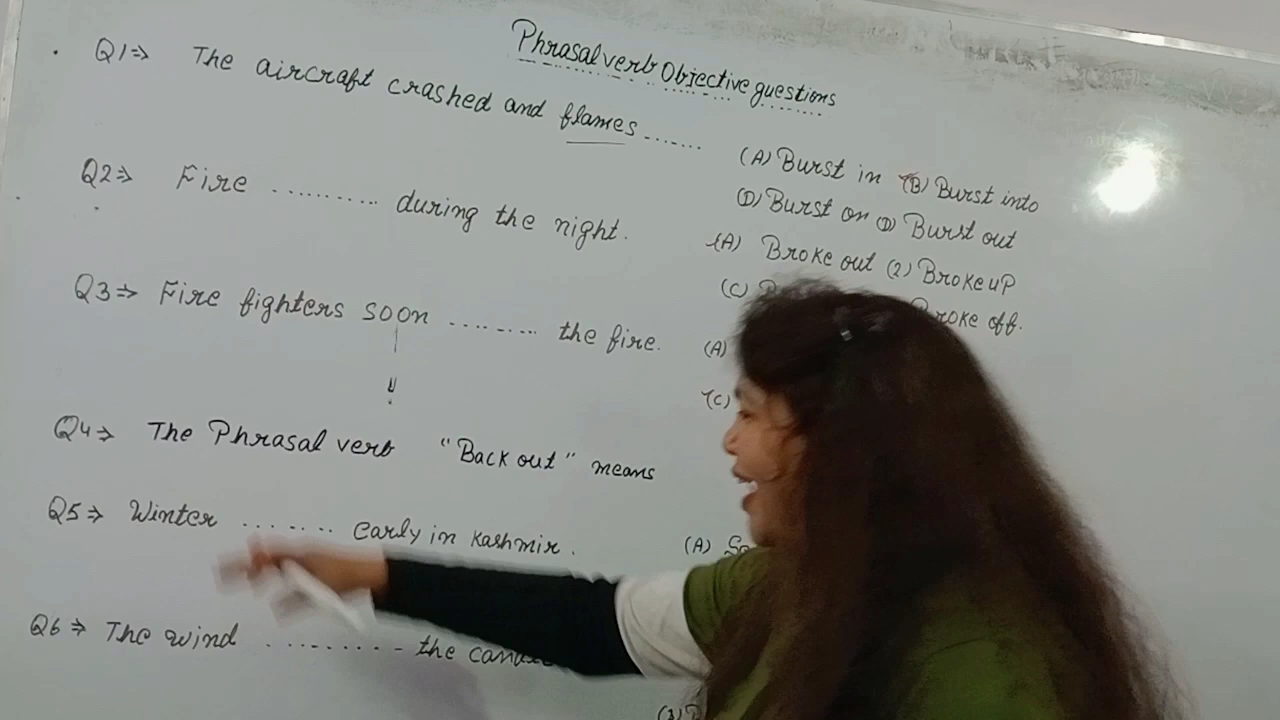 Phrasal verb Objective questions
Q1⇒ The aircraft crashed and flames........
(A) Burst in (B) Burst into
(D) Burst on (D) Burst out
Q2⇒ Fire ........... during the night.
(A) Broke out (2) Broke up
(C) Broke off.
Q3⇒ Fire fighters soon ......... the fire.
(A)
(C)
Q4⇒ The Phrasal verb "Back out" means
Q5⇒ Winter ....... early in Kashmir.
(A)
Q6⇒ The wind ......... the